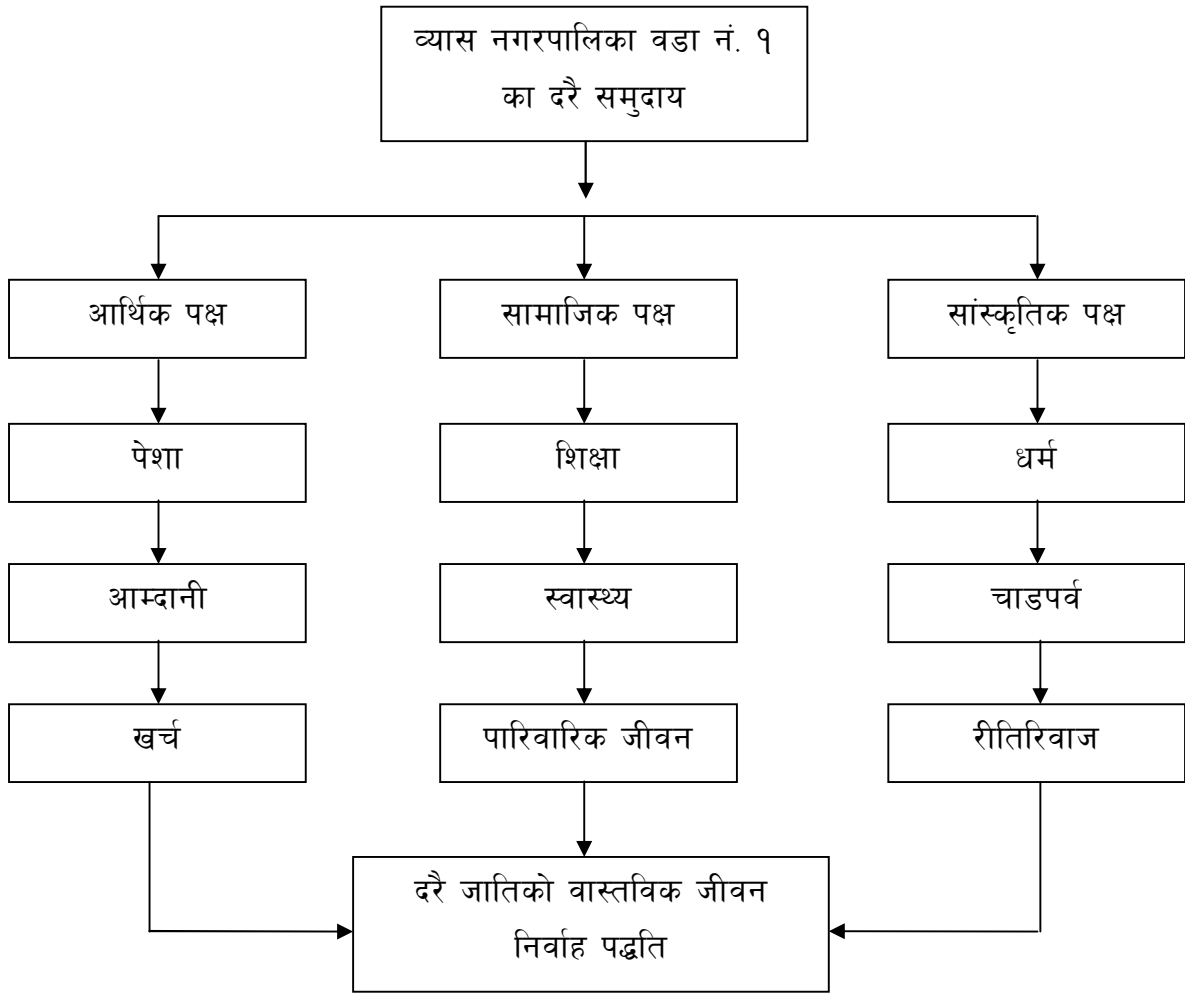 व्यास नगरपालिका वडा नं. १
का दरै समुदाय
आर्थिक पक्ष
सामाजिक पक्ष
सांस्कृतिक पक्ष
पेशा
शिक्षा
धर्म
आम्दानी
स्वास्थ्य
चाडपर्व
खर्च
पारिवारिक जीवन
रीतिरिवाज
दरै जातिको वास्तविक जीवन
निर्वाह पद्धति